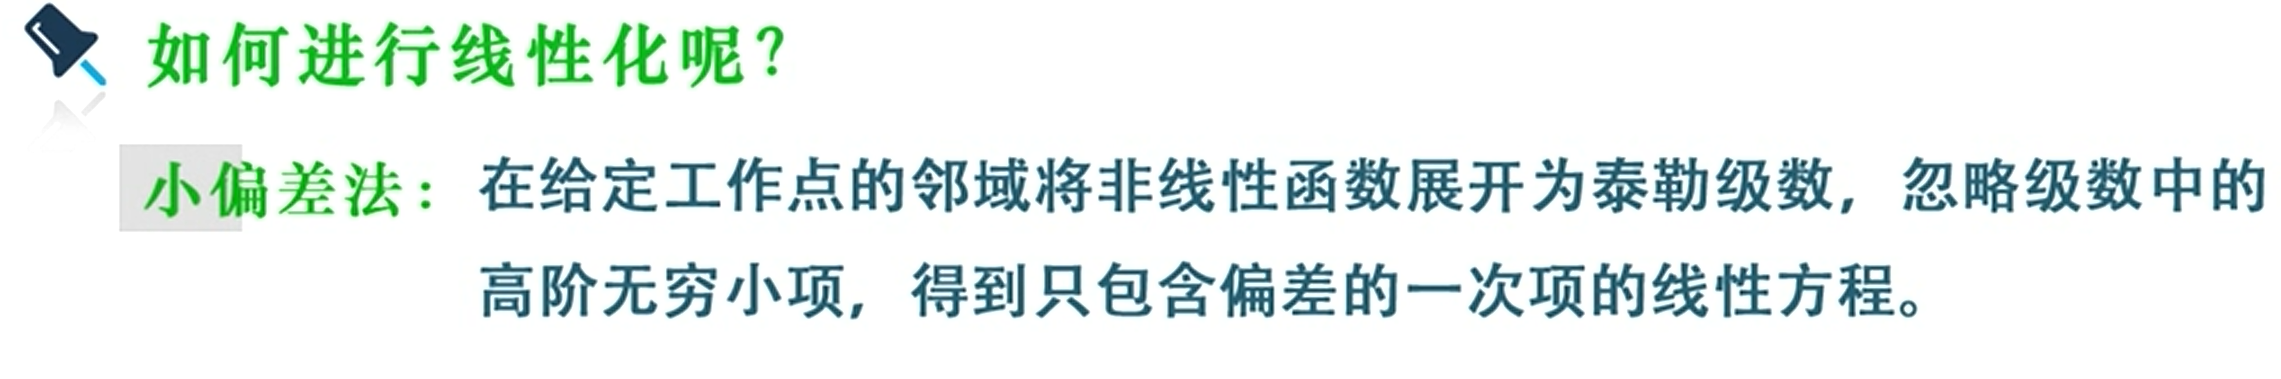 如何进行线性化呢？
小偏差法：在给定工作点的邻域将非线性函数展开为泰勒级数，忽略级数中的
高阶无穷小项，得到只包含偏差的一次项的线性方程。